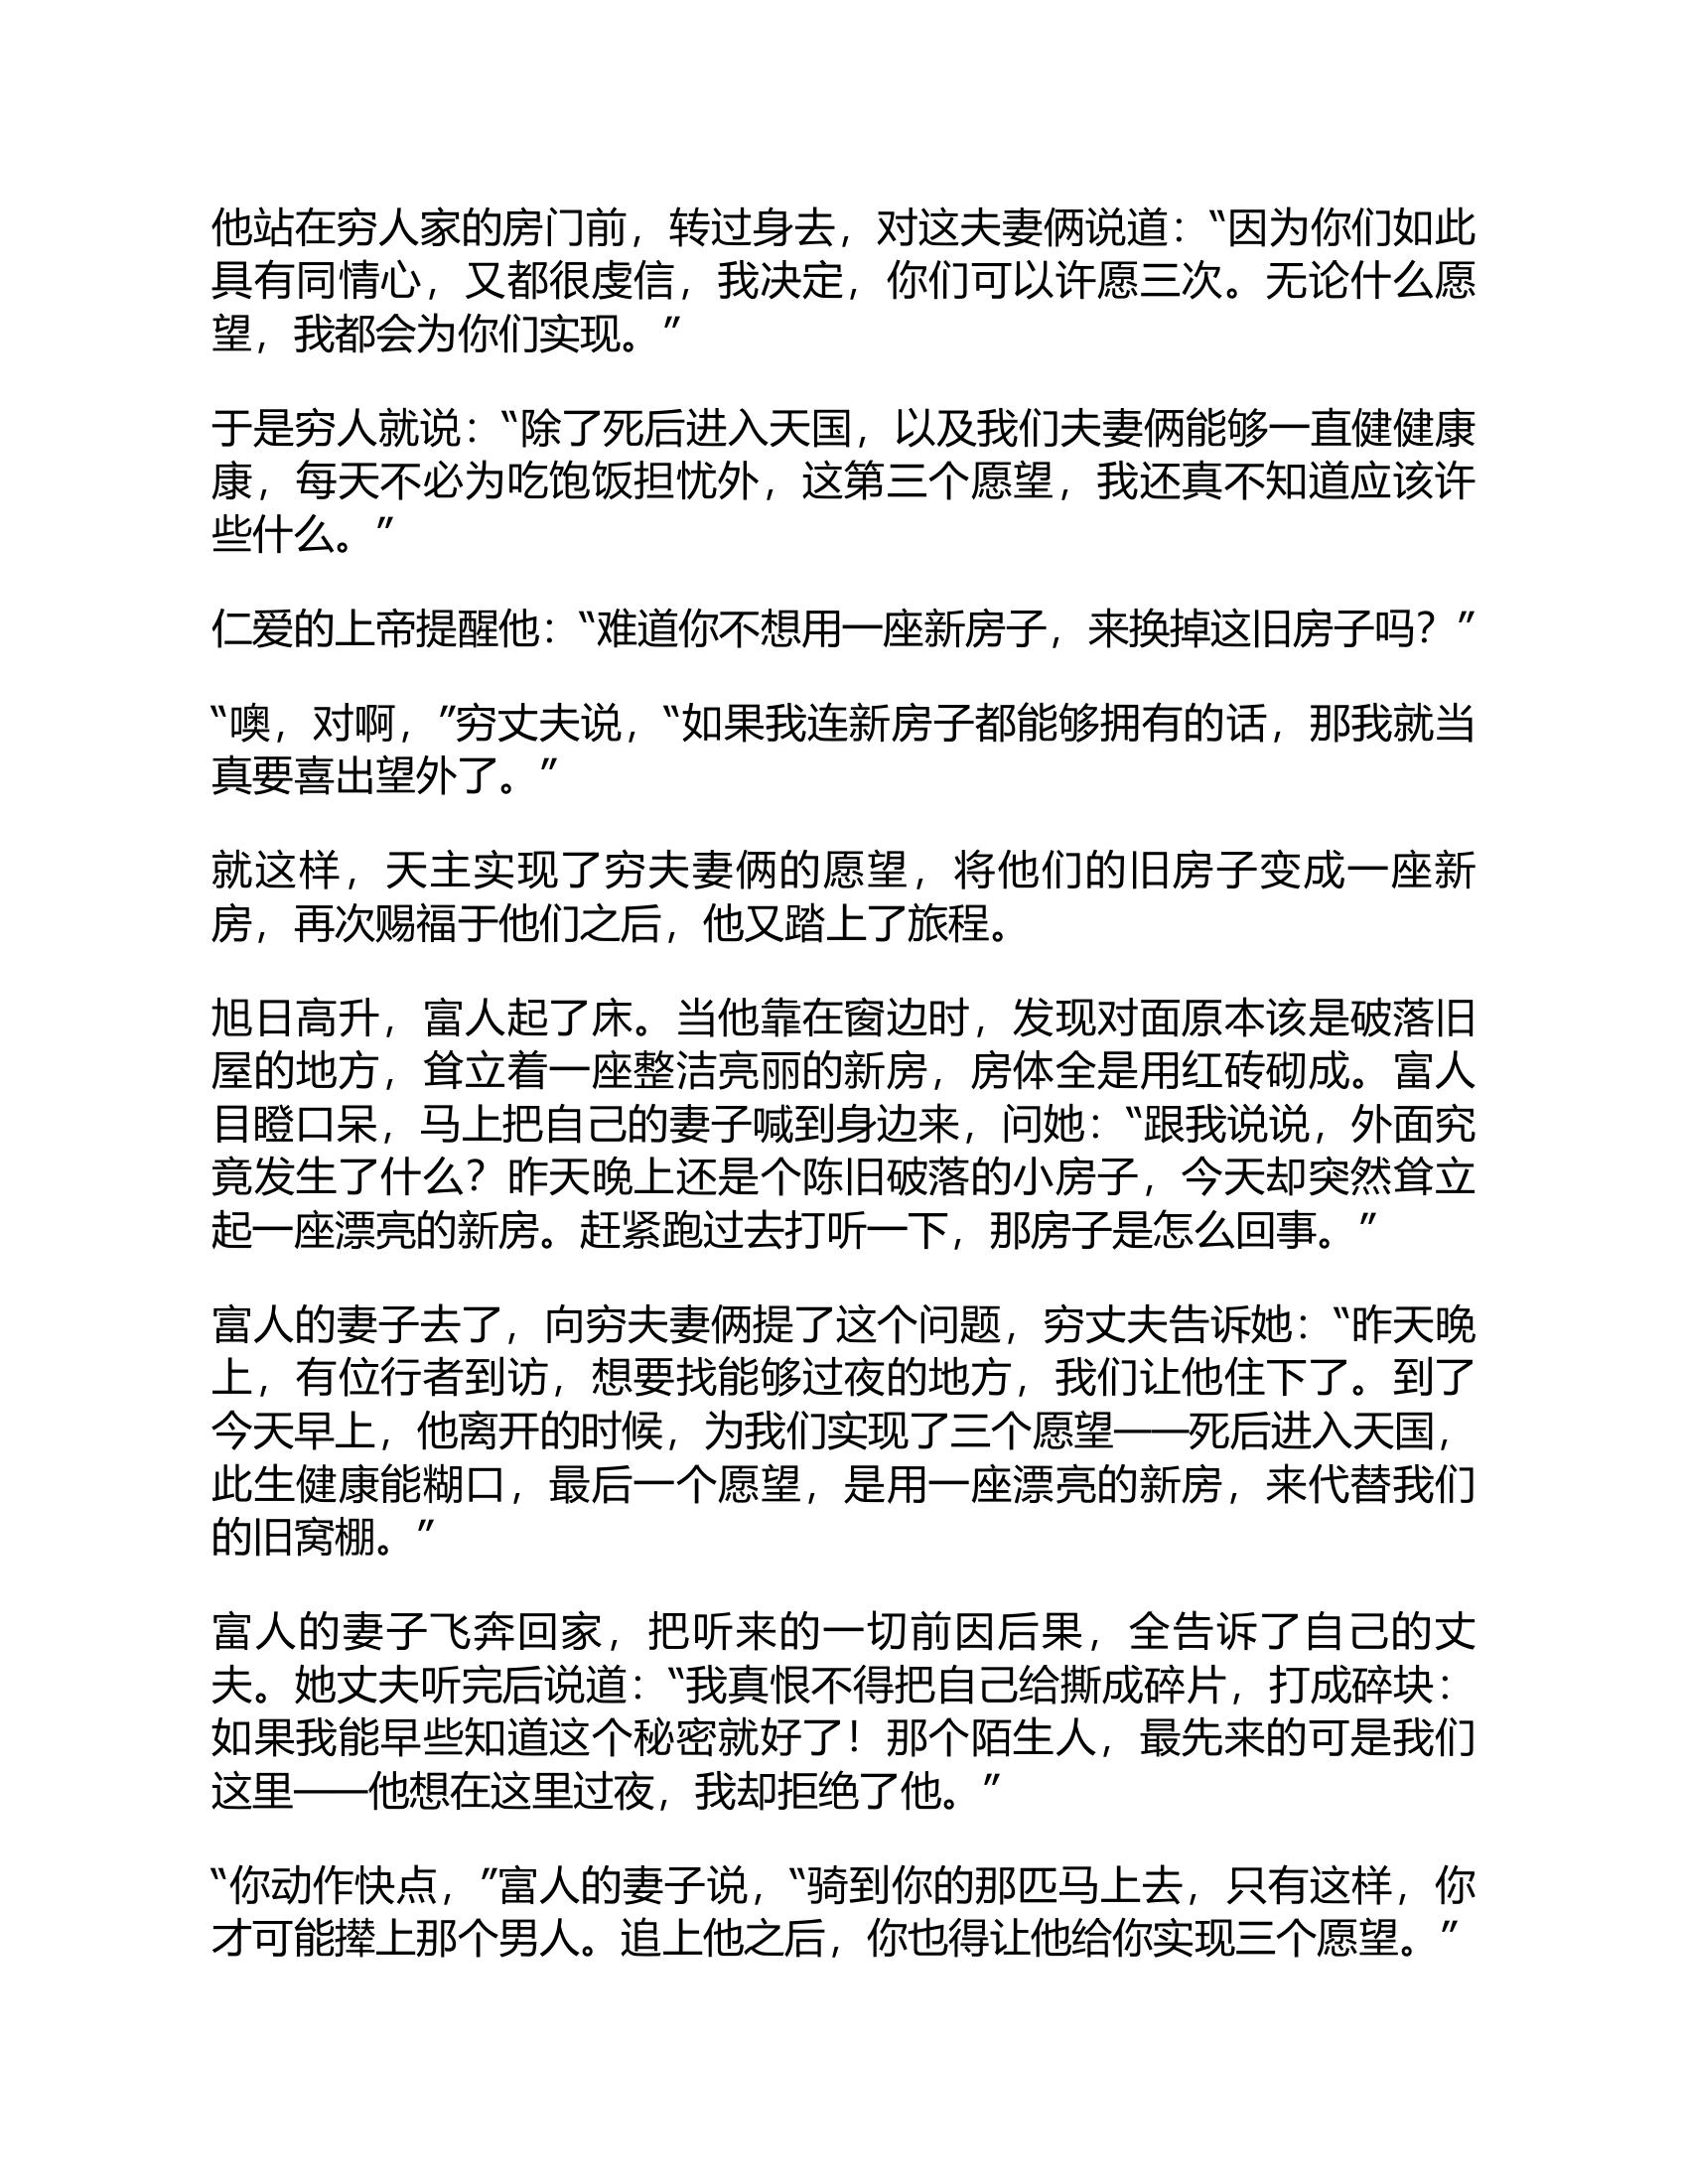 他站在穷人家的房门前，转过身去，对这夫妻俩说道：“因为你们如此
具有同情心，又都很虔信，我决定，你们可以许愿三次。无论什么愿
望，我都会为你们实现。”
于是穷人就说：“除了死后进入天国，以及我们夫妻俩能够一直健健康
康，每天不必为吃饱饭担忧外，这第三个愿望，我还真不知道应该许
些什么。”
仁爱的上帝提醒他：“难道你不想用一座新房子，来换掉这旧房子吗？”
“噢，对啊，”穷丈夫说，“如果我连新房子都能够拥有的话，那我就当
真要喜出望外了。”
就这样，天主实现了穷夫妻俩的愿望，将他们的旧房子变成一座新
房，再次赐福于他们之后，他又踏上了旅程。
旭日高升，富人起了床。当他靠在窗边时，发现对面原本该是破落旧
屋的地方，耸立着一座整洁亮丽的新房，房体全是用红砖砌成。富人
目瞪口呆，马上把自己的妻子喊到身边来，问她：“跟我说说，外面究
竟发生了什么？昨天晚上还是个陈旧破落的小房子，今天却突然耸立
起一座漂亮的新房。赶紧跑过去打听一下，那房子是怎么回事。”
富人的妻子去了，向穷夫妻俩提了这个问题，穷丈夫告诉她：“昨天晚
上，有位行者到访，想要找能够过夜的地方，我们让他住下了。到了
今天早上，他离开的时候，为我们实现了三个愿望——死后进入天国，
此生健康能糊口，最后一个愿望，是用一座漂亮的新房，来代替我们
的旧窝棚。”
富人的妻子飞奔回家，把听来的一切前因后果，全告诉了自己的丈
夫。她丈夫听完后说道：“我真恨不得把自己给撕成碎片，打成碎块：
如果我能早些知道这个秘密就好了！那个陌生人，最先来的可是我们
这里——他想在这里过夜，我却拒绝了他。”
“你动作快点，”富人的妻子说，“骑到你的那匹马上去，只有这样，你
才可能撵上那个男人。追上他之后，你也得让他给你实现三个愿望。”